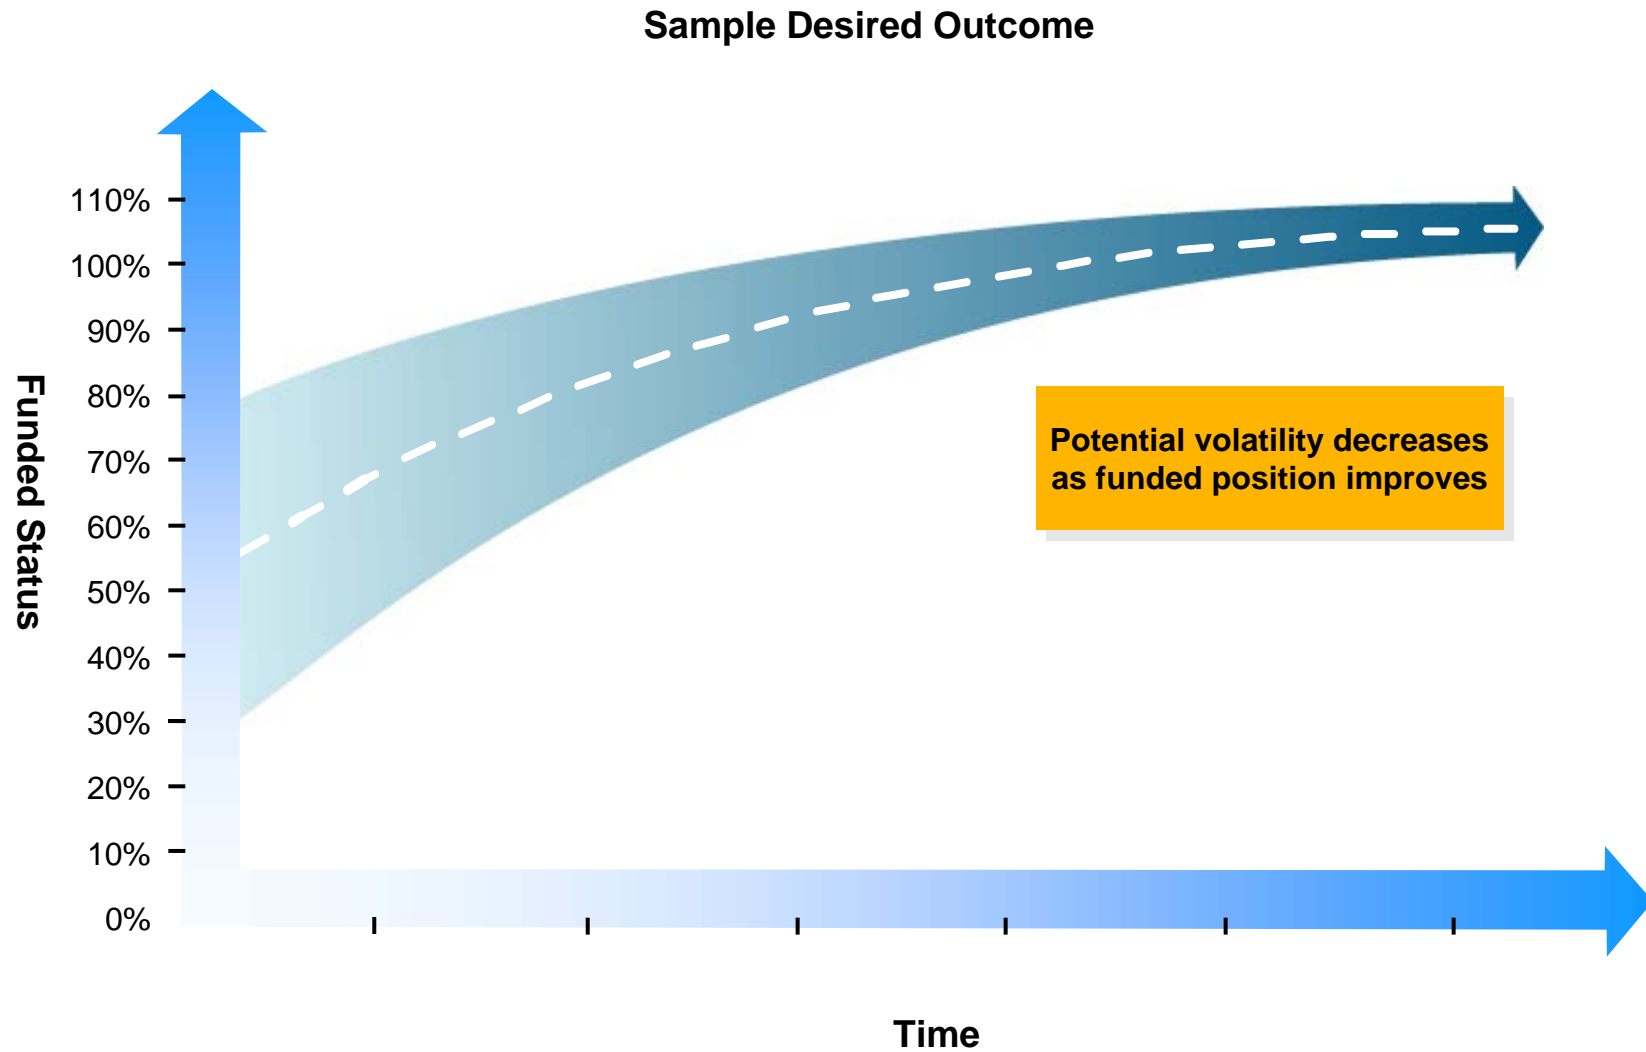 Sample Desired Outcome
110%
100%
90%
80%
70%
60%
50%
40%
30%
20%
10%
0%
Funded Status
Potential volatility decreases
as funded position improves
Time